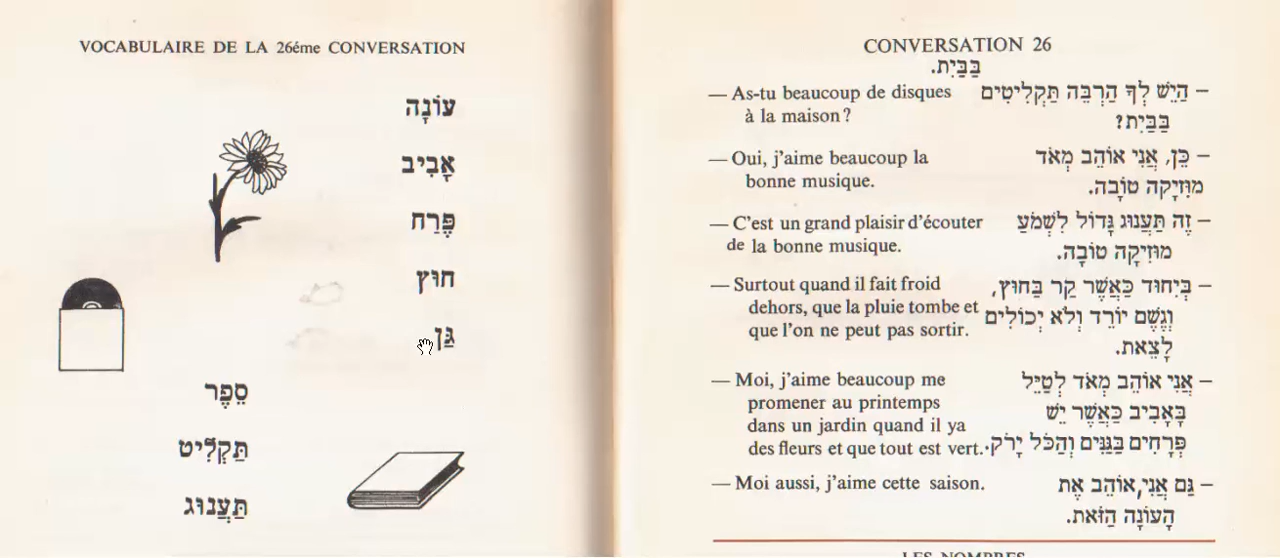 VOCABULAIRE DE LA 26éme CONVERSATION
עוֹנָה
אָבִיב
פֶּרַח
חוּץ
גַּן
סֵפֶר
תַּקְלִיט
תַּעֲנוּג
CONVERSATION 26
בַּבַּיִת.
— As-tu beaucoup de disques
à la maison?
– הַיֵּשׁ לְךָ הַרְבֵּה תַּקְלִיטִים
בַּבַּיִת?
— Oui, j'aime beaucoup la
bonne musique.
– כֵּן, אֲנִי אוֹהֵב מְאֹד
מוּזִיקָה טוֹבָה.
— C'est un grand plaisir d'écouter
de la bonne musique.
– זֶה תַּעֲנוּג גָּדוֹל לִשְׁמֹעַ
מוּזִיקָה טוֹבָה.
— Surtout quand il fait froid
dehors, que la pluie tombe et
que l'on ne peut pas sortir.
– בְּיִחוּד כַּאֲשֶׁר קַר בַּחוּץ,
וְגֶשֶׁם יוֹרֵד וְלֹא יְכוֹלִים
לָצֵאת.
— Moi, j'aime beaucoup me
promener au printemps
dans un jardin quand il ya
des fleurs et que tout est vert.
– אֲנִי אוֹהֵב מְאֹד לְטַיֵּל
בָּאָבִיב כַּאֲשֶׁר יֵשׁ
פְּרָחִים בַּגַּנִּים וְהַכֹּל יָרֹק.
— Moi aussi, j'aime cette saison.
– גַּם אֲנִי, אוֹהֵב אֶת
הָעוֹנָה הַזֹּאת.
LES NOMBRES